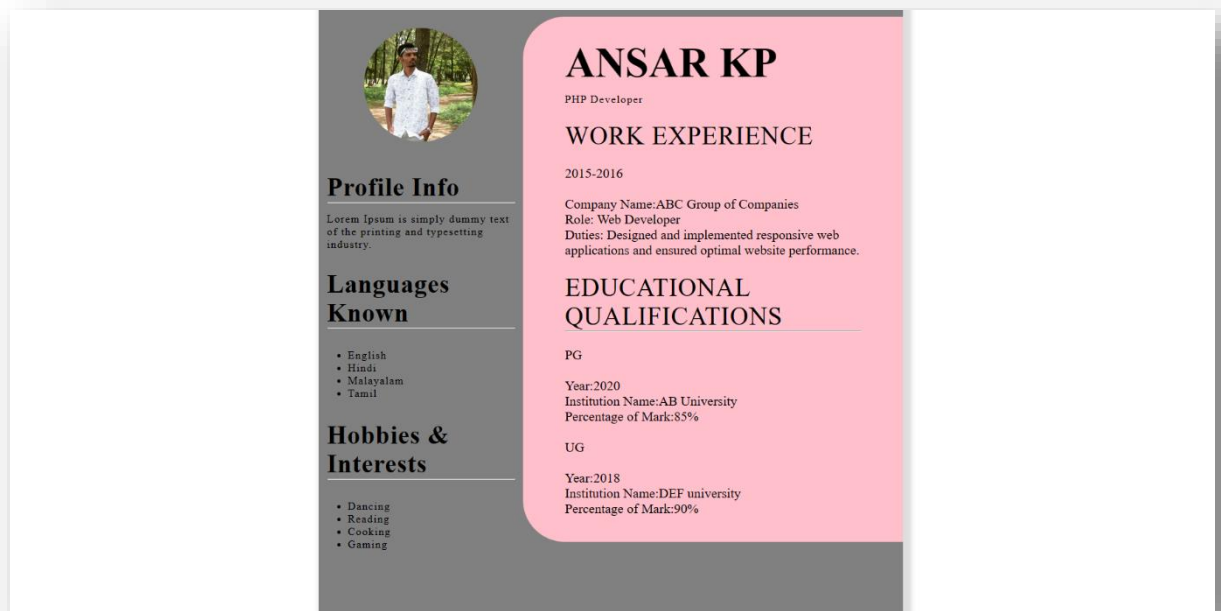 Profile Info
Lorem Ipsum is simply dummy text
of the printing and typesetting
industry.
Languages
Known
English
Hindi
Malayalam
Tamil
Hobbies &
Interests
Dancing
Reading
Cooking
Gaming
ANSAR KP
PHP Developer
WORK EXPERIENCE
2015-2016
Company Name:ABC Group of Companies
Role: Web Developer
Duties: Designed and implemented responsive web
applications and ensured optimal website performance.
EDUCATIONAL
QUALIFICATIONS
PG
Year:2020
Institution Name:AB University
Percentage of Mark:85%
UG
Year:2018
Institution Name:DEF university
Percentage of Mark:90%